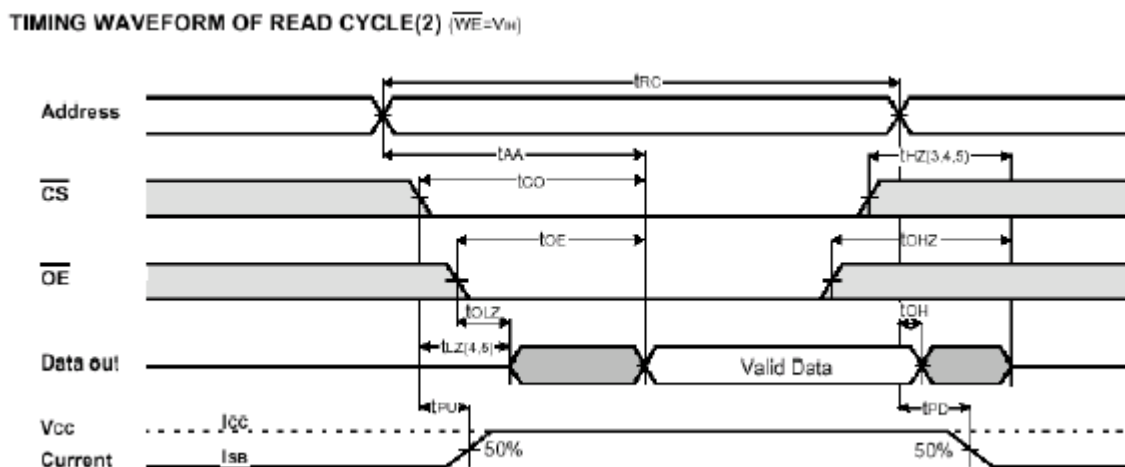 TIMING WAVEFORM OF READ CYCLE(2) (WE=VIH)
tRC
Address
tAA
tHZ(3,4,5)
CS
tCO
tOE
tOHZ
OE
tOLZ
tOH
tLZ(4,5)
Data out
Valid Data
tPU
tPD
VCC
ICC
50%
50%
Current
ISB